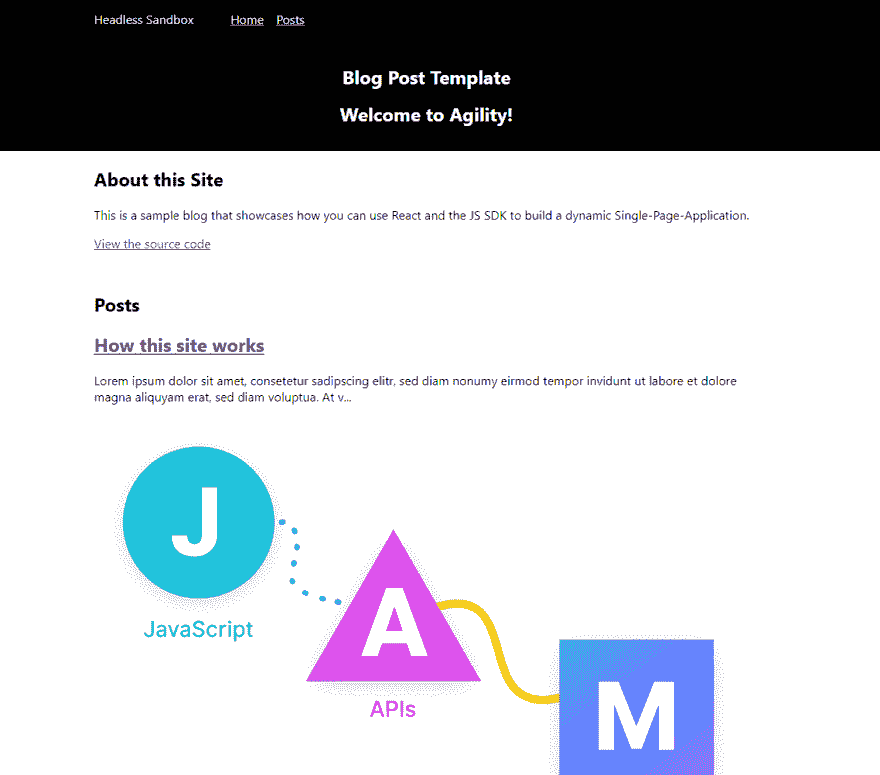 Headless Sandbox Home Posts
Blog Post Template
Welcome to Agility!
About this Site
This is a sample blog that showcases how you can use React and the JS SDK to build a dynamic Single-Page-Application.
View the source code
Posts
How this site works
Lorem ipsum dolor sit amet, consetetur sadipscing elitr, sed diam nonumy eirmod tempor invidunt ut labore et dolore
magna aliquyam erat, sed diam voluptua. At v...
J
JavaScript
A
APIs
M